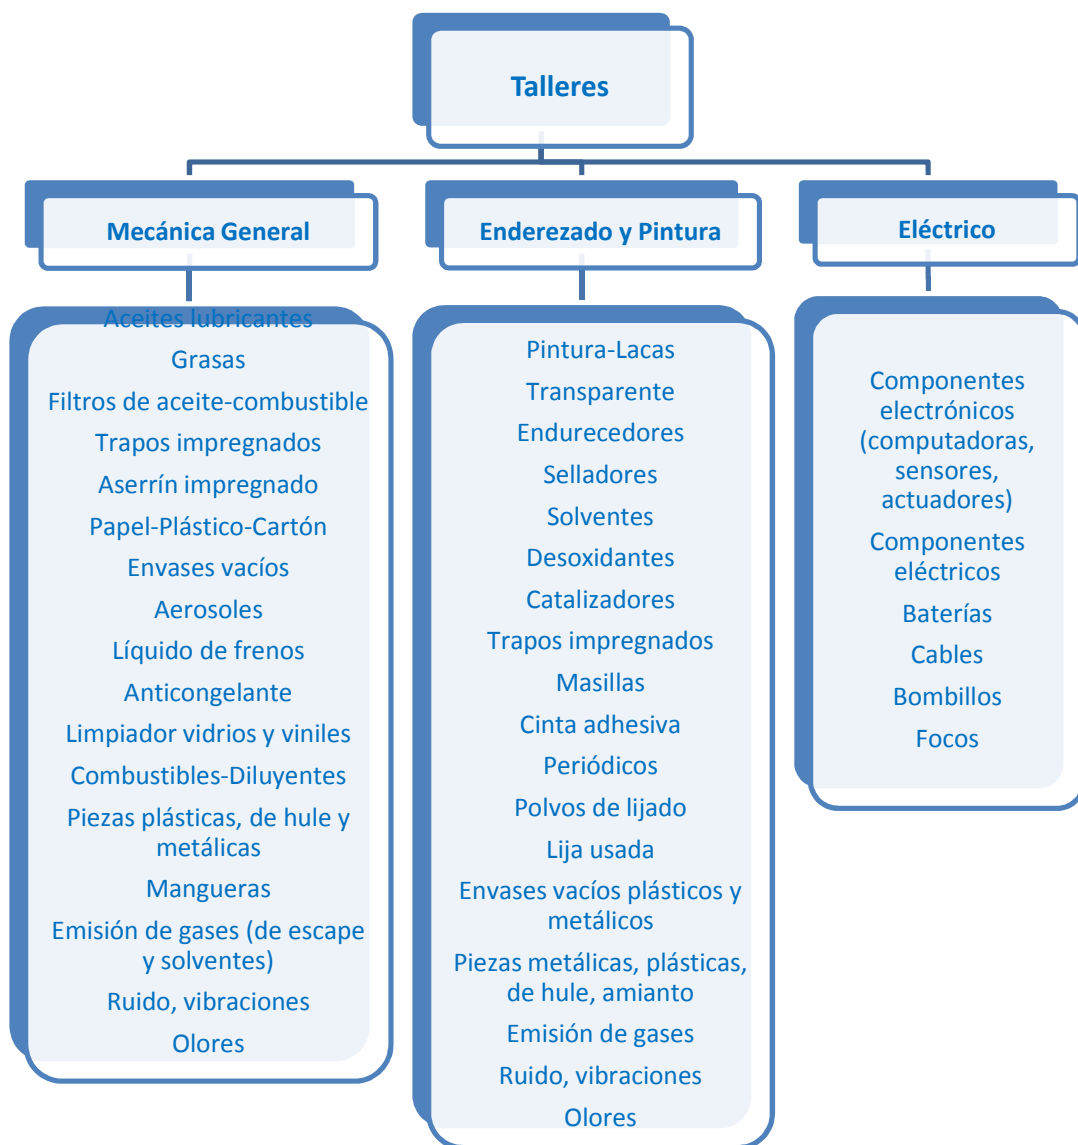 Talleres
Mecánica General
Aceites lubricantes
Grasas
Filtros de aceite-combustible
Trapos impregnados
Aserrín impregnado
Papel-Plástico-Cartón
Envases vacíos
Aerosoles
Líquido de frenos
Anticongelante
Limpiador vidrios y viniles
Combustibles-Diluyentes
Piezas plásticas, de hule y
metálicas
Mangueras
Emisión de gases (de escape
y solventes)
Ruido, vibraciones
Olores
Enderezado y Pintura
Pintura-Lacas
Transparente
Endurecedores
Selladores
Solventes
Desoxidantes
Catalizadores
Trapos impregnados
Masillas
Cinta adhesiva
Periódicos
Polvos de lijado
Lija usada
Envases vacíos plásticos y
metálicos
Piezas metálicas, plásticas,
de hule, amianto
Emisión de gases
Ruido, vibraciones
Olores
Eléctrico
Componentes
electrónicos
(computadoras,
sensores,
actuadores)
Componentes
eléctricos
Baterías
Cables
Bombillos
Focos